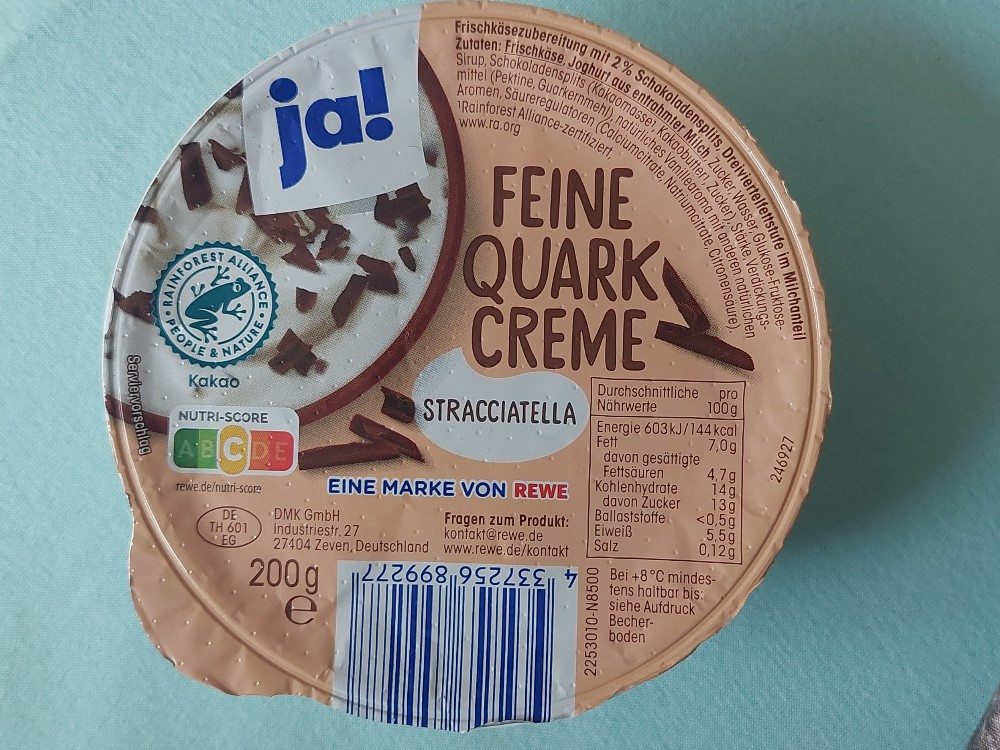 ja!
Frischkäsezubereitung mit 2% Schokoladensplits, Dreiviertelfettstufe im Milchanteil
Zutaten: Frischkäse, Joghurt aus entrahmter Milch, Zucker, Wasser, Glukose-Fruktose-
Sirup, Schokoladensplits (Kakaomasse¹, Kakaobutter¹, Zucker), Stärke, Verdickungs-
mittel (Pektine, Guarkernmehl), natürliches Vanillearoma mit anderen natürlichen
Aromen, Säureregulatoren (Calciumcitrate, Natriumcitrate, Citronensäure).
¹Rainforest Alliance-zertifiziert.
www.ra.org
FEINE
QUARK
CREME
STRACCIATELLA
RAINFOREST ALLIANCE
PEOPLE & NATURE
Kakao
Serviervorschlag
NUTRI-SCORE
A B C D E
rewe.de/nutri-score
EINE MARKE VON REWE
DE
TH 601
EG
DMK GmbH
Industriestr. 27
27404 Zeven, Deutschland
Fragen zum Produkt:
kontakt@rewe.de
www.rewe.de/kontakt
200g
e
Durchschnittliche pro
Nährwerte 100g
Energie 603kJ/144kcal
Fett 7,0g
davon gesättigte
Fettsäuren 4,7g
Kohlenhydrate 14g
davon Zucker 13g
Ballaststoffe <0,5g
Eiweiß 5,5g
Salz 0,12g
246927
4 337256 899277
2253010-N8500
Bei +8°C mindes-
tens haltbar bis:
siehe Aufdruck
Becher-
boden